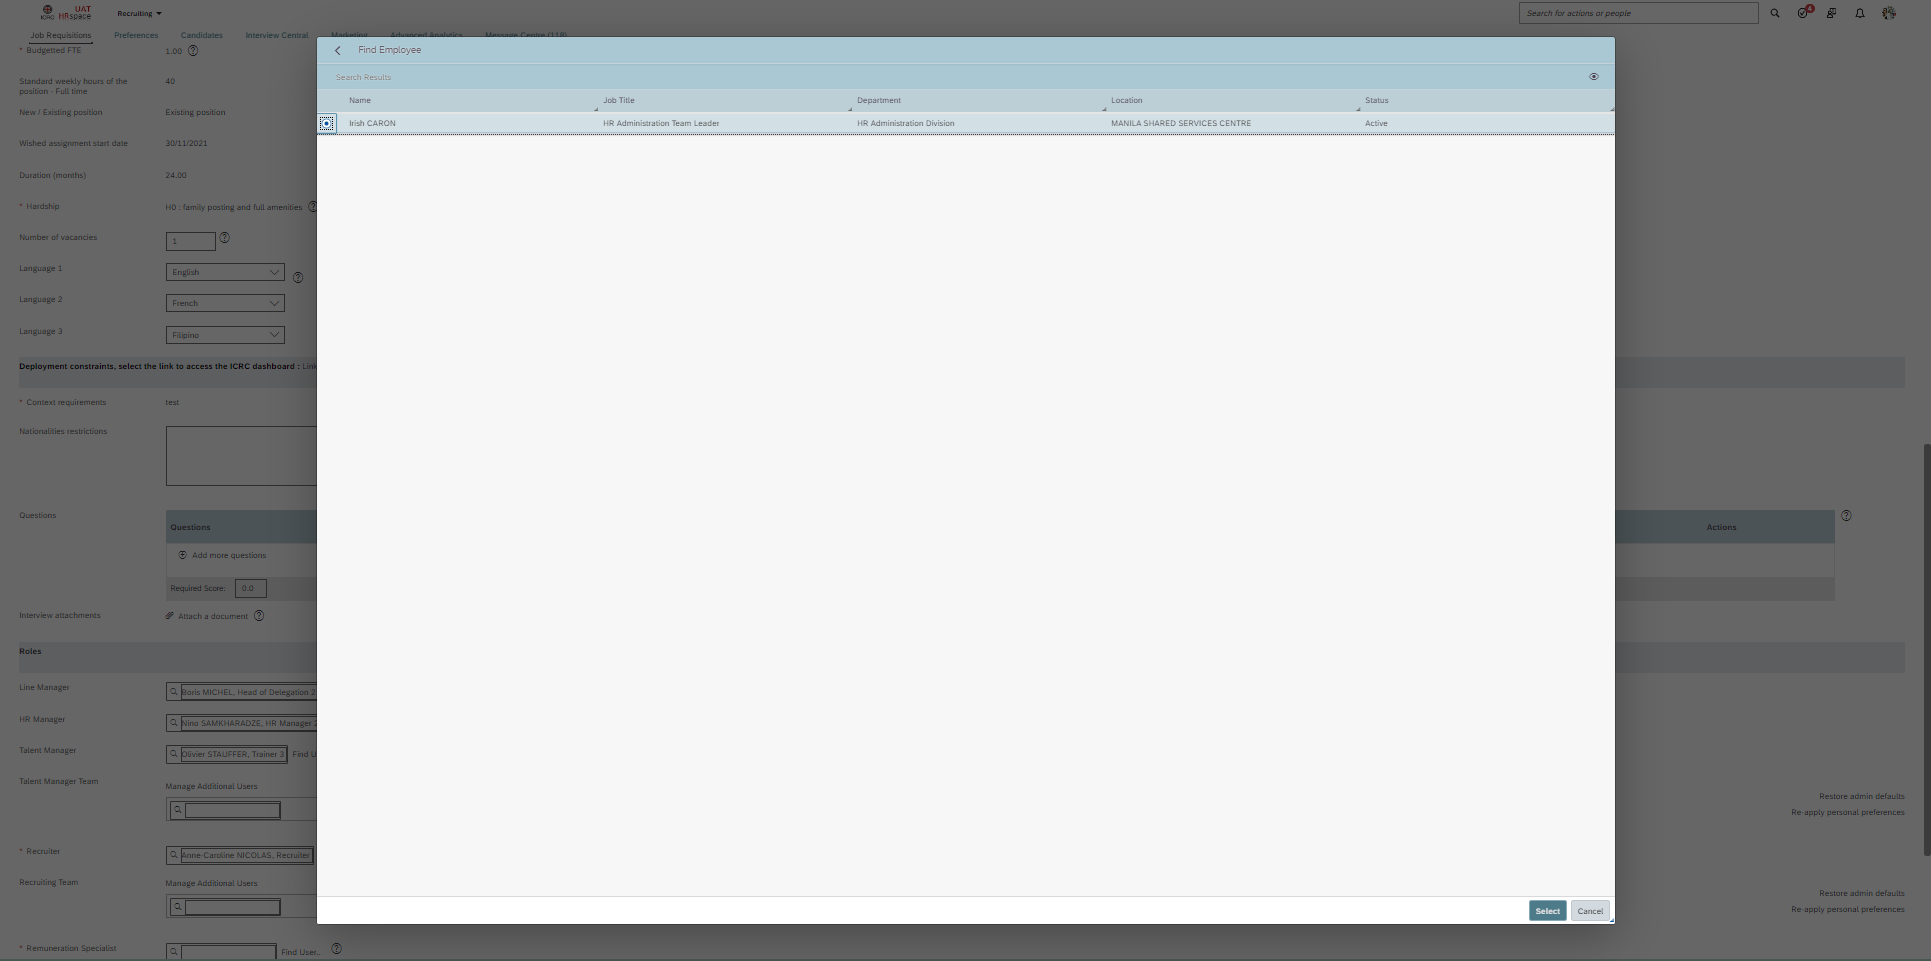 UAT
ICRC HRspace
Recruiting
Search for actions or people
4
Job Requisitions Preferences Candidates Interview Central Marketing Advanced Analytics Message Centre (118)
* Budgetted FTE 1.00
Standard weekly hours of the position - Full time 40
New / Existing position Existing position
Wished assignment start date 30/11/2021
Duration (months) 24.00
* Hardship H0 : family posting and full amenities
Number of vacancies 1
Language 1 English
Language 2 French
Language 3 Filipino
Deployment constraints, select the link to access the ICRC dashboard : Link
* Context requirements test
Nationalities restrictions
Questions
Questions Actions
Add more questions
Required Score: 0.0
Interview attachments Attach a document
Roles
Line Manager Boris MICHEL, Head of Delegation 2
HR Manager Nino SAMKHARADZE, HR Manager
Talent Manager Olivier STAUFFER, Trainer 3 Find U
Talent Manager Team
Manage Additional Users
Restore admin defaults
Re-apply personal preferences
* Recruiter Anne-Caroline NICOLAS, Recruiter
Recruiting Team Manage Additional Users
Restore admin defaults
Re-apply personal preferences
* Remuneration Specialist Find User...
Find Employee
Search Results
Name Job Title Department Location Status
Irish CARON HR Administration Team Leader HR Administration Division MANILA SHARED SERVICES CENTRE Active
Select Cancel